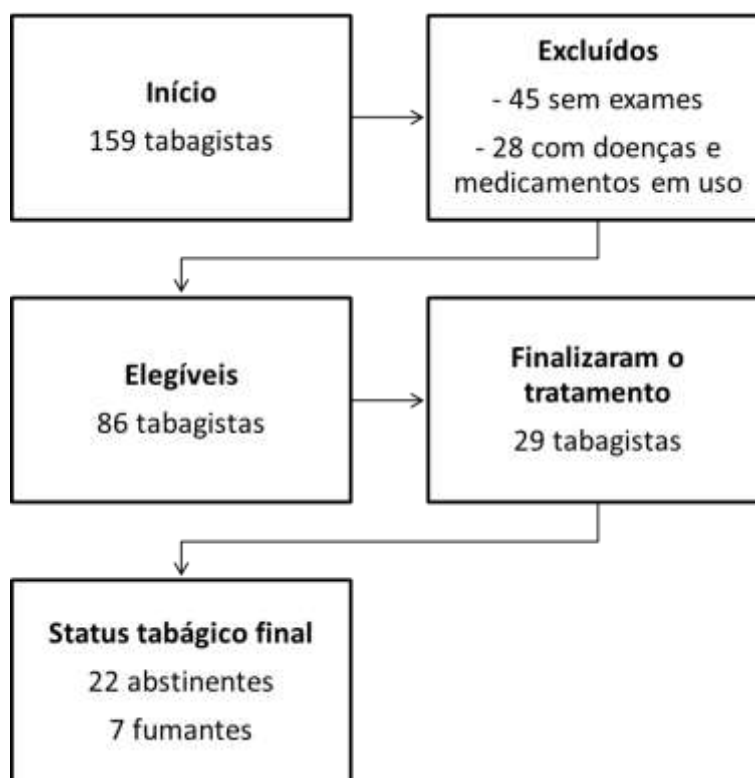 Início
159 tabagistas
Excluídos
- 45 sem exames
- 28 com doenças e
medicamentos em uso
Elegíveis
86 tabagistas
Finalizaram o
tratamento
29 tabagistas
Status tabágico final
22 abstinentes
7 fumantes